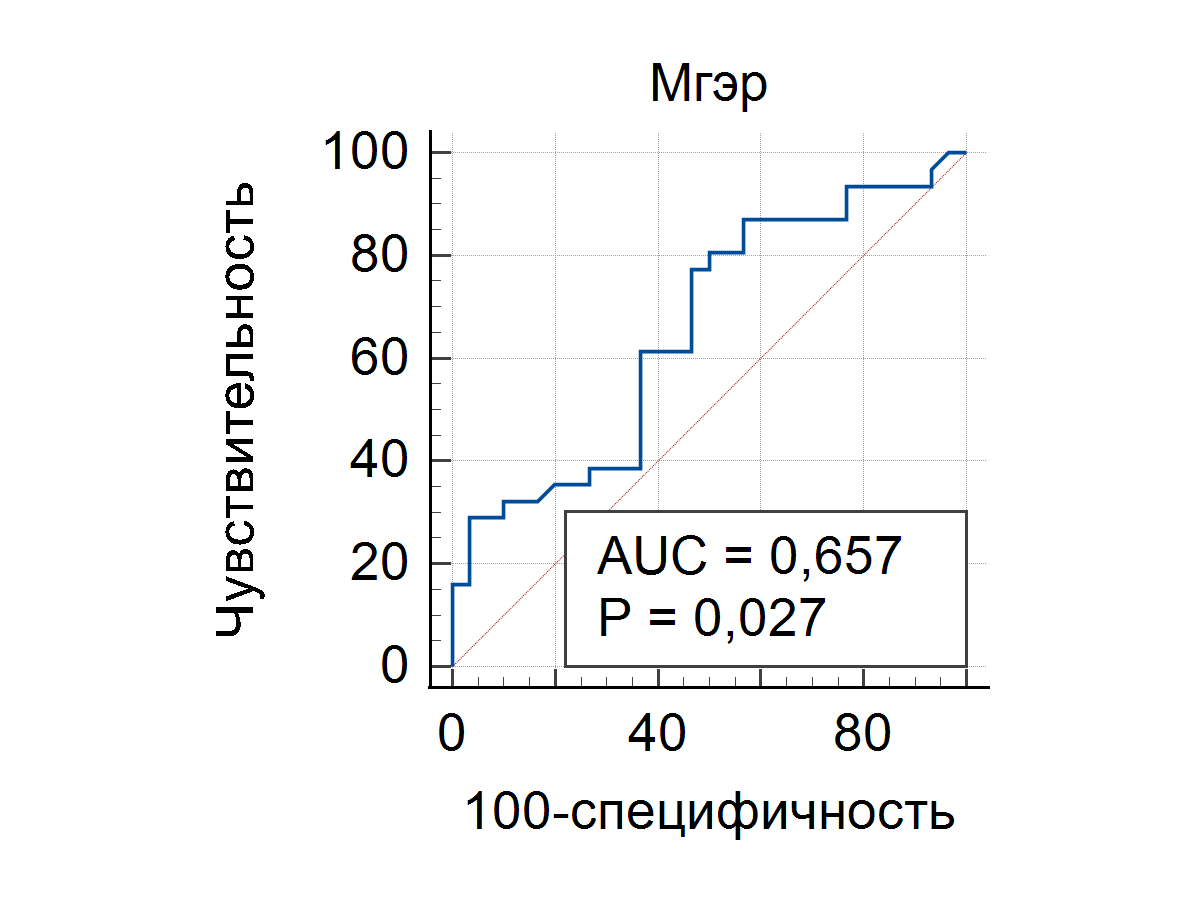 Мгэр
Чувствительность
100
80
60
40
20
0
AUC = 0,657
P = 0,027
0 40 80
100-специфичность